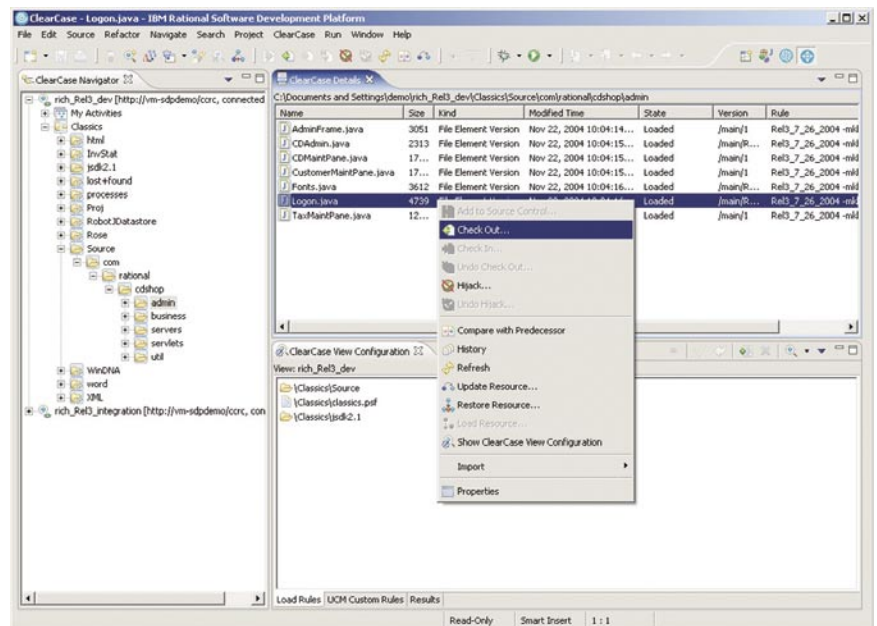 ClearCase - Logon.java - IBM Rational Software Development Platform
File Edit Source Refactor Navigate Search Project ClearCase Run Window Help
ClearCase Navigator
rich_Rel3_dev [http://vm-sdpdemo/ccrc, connected
My Activities
Classics
html
InvStat
jsdk2.1
lost+found
processes
Proj
RobotJDatastore
Rose
Source
com
rational
cdshop
admin
business
servers
servlets
util
WinDNA
word
XML
rich_Rel3_integration [http://vm-sdpdemo/ccrc, con
ClearCase Details
C:\Documents and Settings\demo\rich_Rel3_dev\Classics\Source\com\rational\cdshop\admin
Name Size Kind Modified Time State Version Rule
AdminFrame.java 3051 File Element Version Nov 22, 2004 10:04:14... Loaded /main/1 Rel3_7_26_2004 -mkl
CDAdmin.java 2313 File Element Version Nov 22, 2004 10:04:15... Loaded /main/R... Rel3_7_26_2004 -mkl
CDMaintPane.java 17... File Element Version Nov 22, 2004 10:04:15... Loaded /main/1 Rel3_7_26_2004 -mkl
CustomerMaintPane.java 17... File Element Version Nov 22, 2004 10:04:15... Loaded /main/1 Rel3_7_26_2004 -mkl
Fonts.java 3612 File Element Version Nov 22, 2004 10:04:16... Loaded /main/R... Rel3_7_26_2004 -mkl
Logon.java 4739 Loaded /main/R... Rel3_7_26_2004 -mkl
TaxMaintPane.java 12... Loaded /main/1 Rel3_7_26_2004 -mkl
Add to Source Control...
Check Out...
Check In...
Undo Check Out...
Hijack...
Undo Hijack...
Compare with Predecessor
History
Refresh
Update Resource...
Restore Resource...
Load Resource...
Show ClearCase View Configuration
Import
Properties
ClearCase View Configuration
View: rich_Rel3_dev
\Classics\Source
\Classics\classics.psf
\Classics\jsdk2.1
Load Rules UCM Custom Rules Results
Read-Only Smart Insert 1 : 1